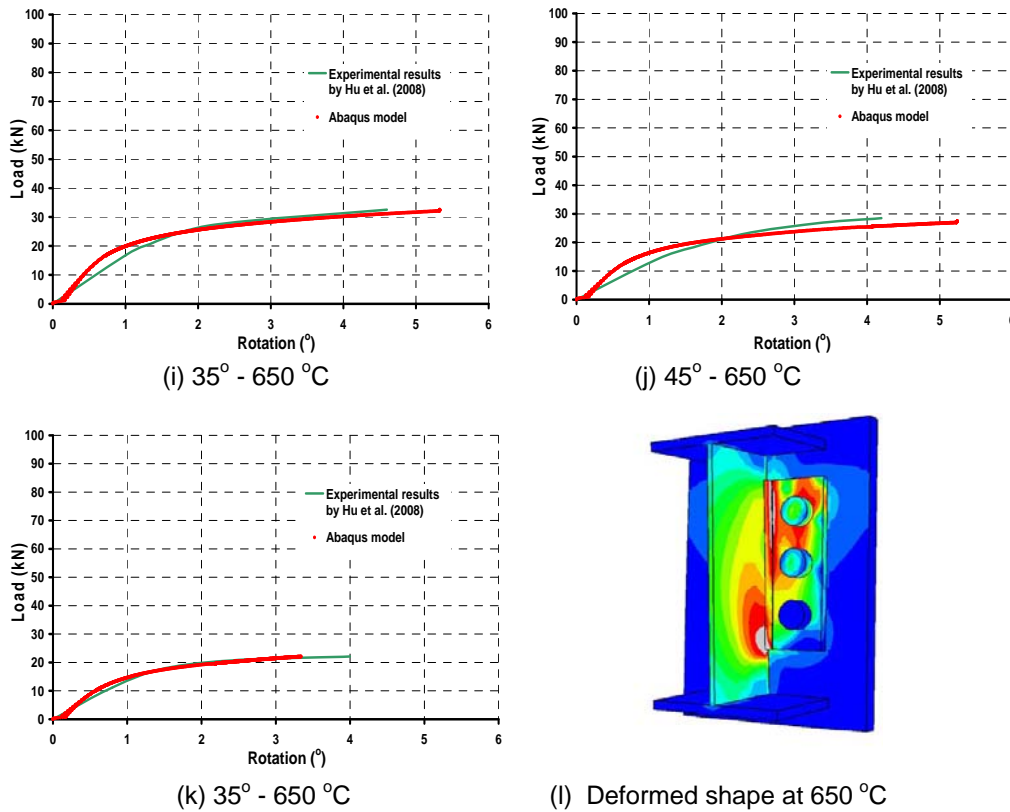 100
90
80
70
60
50
40
30
20
10
0
Load (kN)
Experimental results
by Hu et al. (2008)
Abaqus model
0 1 2 3 4 5 6
Rotation (°)
(i) 35° - 650 °C
100
90
80
70
60
50
40
30
20
10
0
Load (kN)
Experimental results
by Hu et al. (2008)
Abaqus model
0 1 2 3 4 5 6
Rotation (°)
(j) 45° - 650 °C
100
90
80
70
60
50
40
30
20
10
0
Load (kN)
Experimental results
by Hu et al. (2008)
Abaqus model
0 1 2 3 4 5 6
Rotation (°)
(k) 35° - 650 °C
(l) Deformed shape at 650 °C